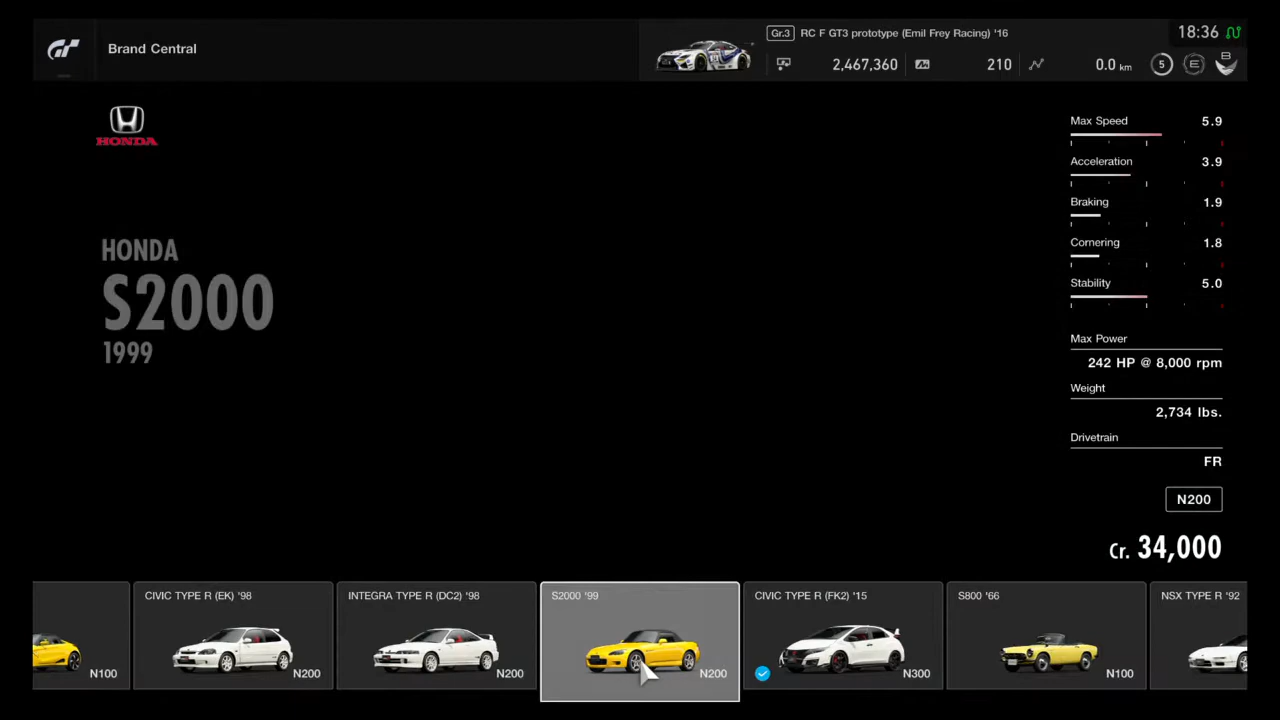 Brand Central
Gr.3 RC F GT3 prototype (Emil Frey Racing) '16
18:36
2,467,360
210
0.0 km
5
E
B
HONDA
HONDA
S2000
1999
Max Speed 5.9
Acceleration 3.9
Braking 1.9
Cornering 1.8
Stability 5.0
Max Power
242 HP @ 8,000 rpm
Weight
2,734 lbs.
Drivetrain
FR
N200
Cr. 34,000
N100
CIVIC TYPE R (EK) '98
N200
INTEGRA TYPE R (DC2) '98
N200
S2000 '99
N200
CIVIC TYPE R (FK2) '15
N300
S800 '66
N100
NSX TYPE R '92